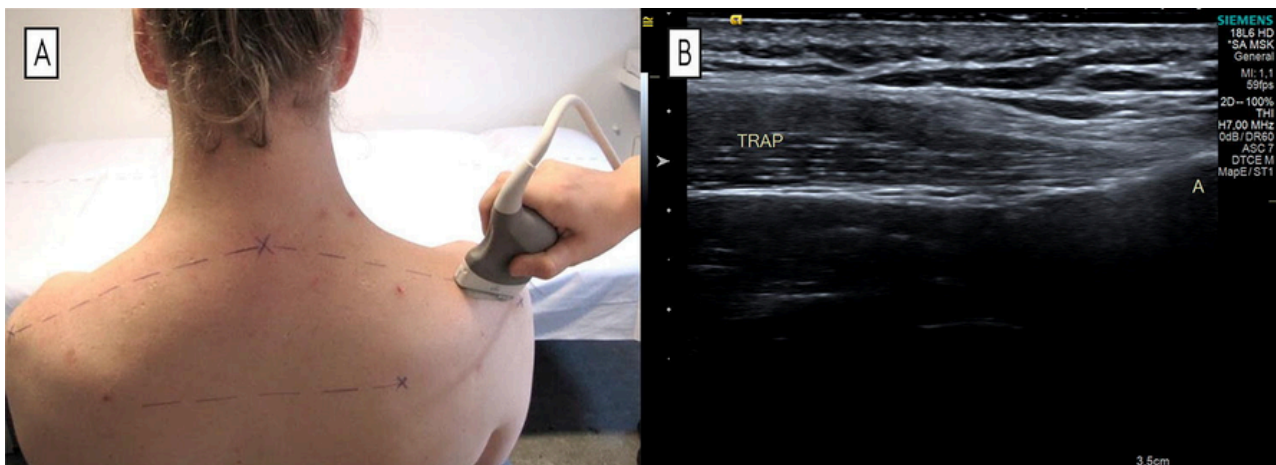 A
B
SIEMENS
18L6 HD
*SA MSK
General
MI: 1,1
59fps
2D-- 100%
THI
H7,00 MHz
0dB / DR60
ASC 7
DTCE M
MapE / ST1
TRAP
A
3.5cm